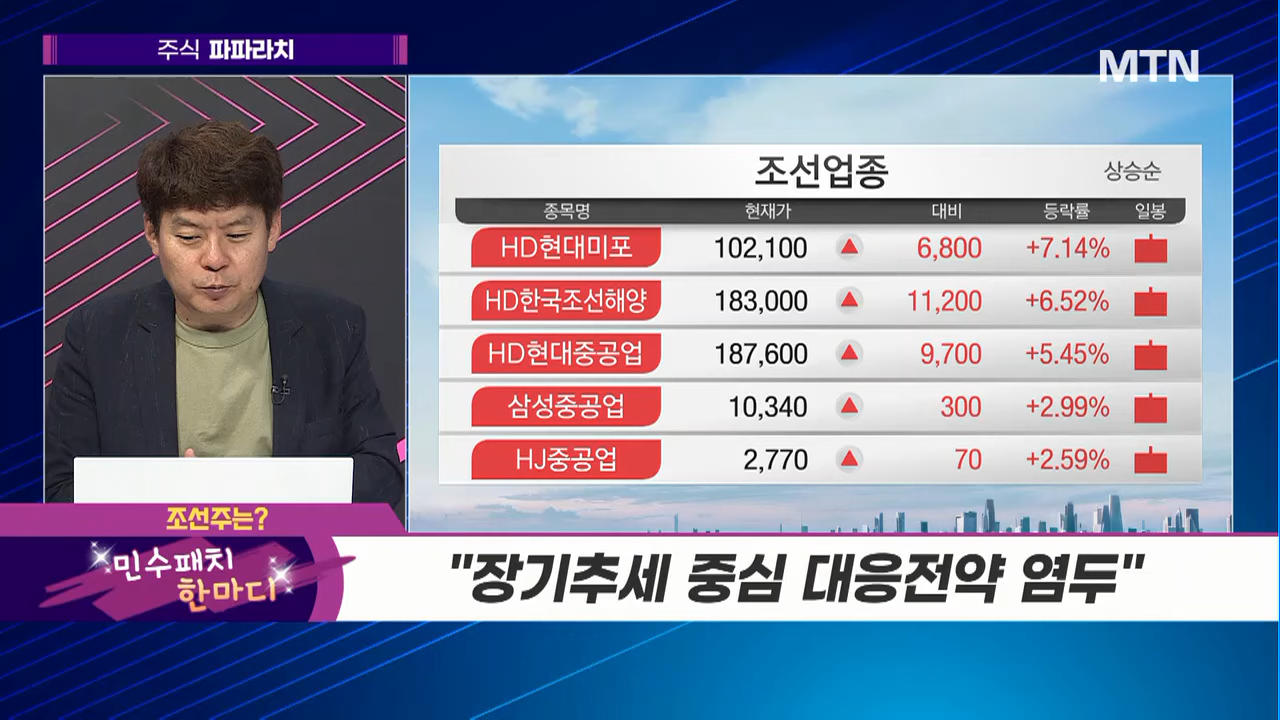 주식 파파라치
MTN
조선업종
상승순
종목명 현재가 대비 등락률 일봉
HD현대미포 102,100 ▲ 6,800 +7.14%
HD한국조선해양 183,000 ▲ 11,200 +6.52%
HD현대중공업 187,600 ▲ 9,700 +5.45%
삼성중공업 10,340 ▲ 300 +2.99%
HJ중공업 2,770 ▲ 70 +2.59%
조선주는?
민수패치
한마디
"장기추세 중심 대응전략 염두"